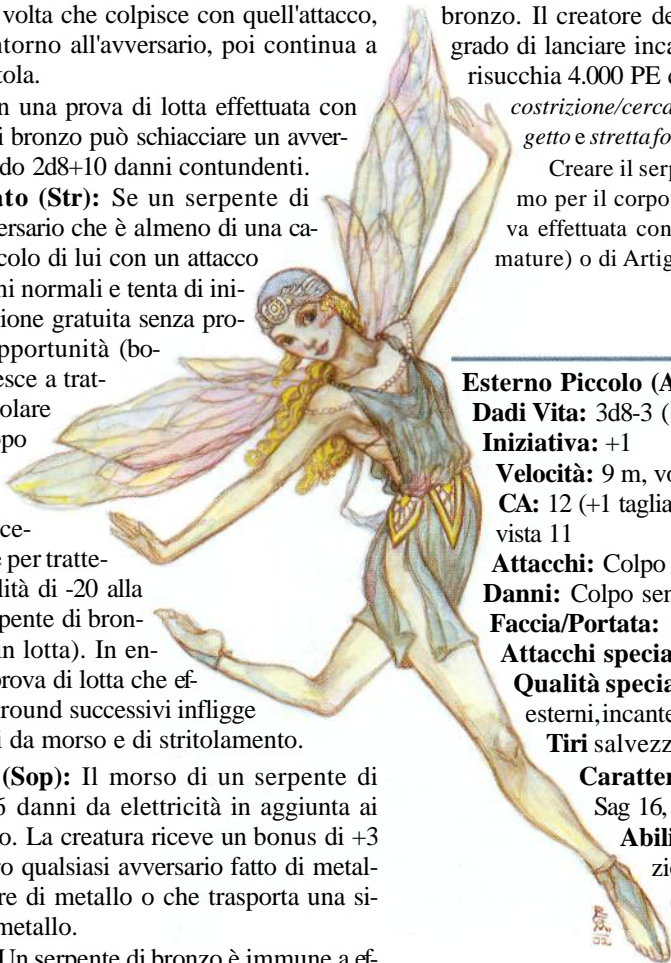 volta che colpisce con quell'attacco,
ntorno all'avversario, poi continua a
tola.
n una prova di lotta effettuata con
i bronzo può schiacciare un avver-
do 2d8+10 danni contundenti.
ato (Str): Se un serpente di
ersario che è almeno di una ca-
colo di lui con un attacco
ni normali e tenta di ini-
ione gratuita senza pro-
pportunità (bo-
esce a trat-
olare
po
ce-
e per tratte-
lità di -20 alla
pente di bron-
in lotta). In en-
prova di lotta che ef-
round successivi infligge
i da morso e di stritolamento.
(Sop): Il morso di un serpente di
6 danni da elettricità in aggiunta ai
o. La creatura riceve un bonus di +3
ro qualsiasi avversario fatto di metal-
re di metallo o che trasporta una si-
metallo.
Un serpente di bronzo è immune a ef-
bronzo. Il creatore de
grado di lanciare inca
risucchia 4.000 PE
costrizione/cerca
getto e stretta fo
Creare il serp
mo per il corpo
va effettuata con
mature) o di Artig
Esterno Piccolo (A
Dadi Vita: 3d8-3 (
Iniziativa: +1
Velocità: 9 m, vo
CA: 12 (+1 taglia
vista 11
Attacchi: Colpo
Danni: Colpo sen
Faccia/Portata:
Attacchi specia
Qualità specia
esterni, incante
Tiri salvezz
Caratter
Sag 16,
Abili
zio